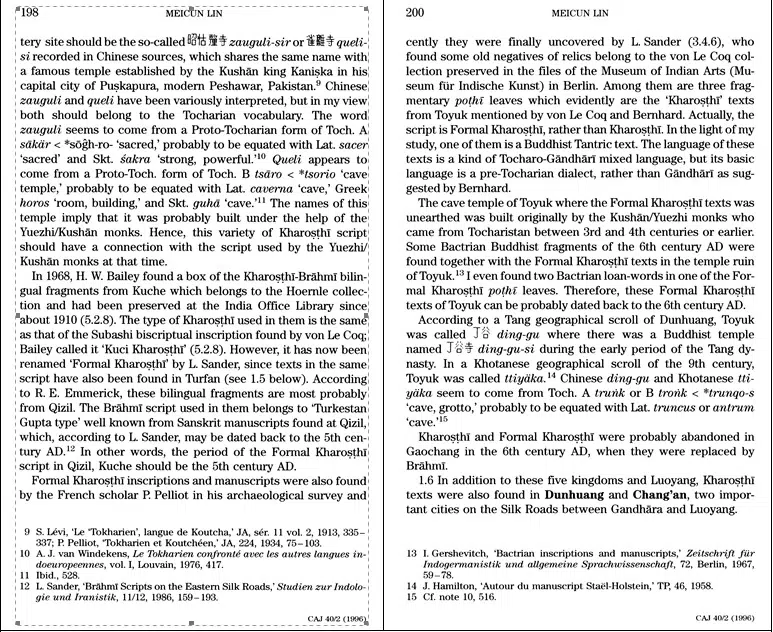 198 MEICUN LIN
tery site should be the so-called 昭怙釐寺 zauguli-sir or 雀離寺 queli-
si recorded in Chinese sources, which shares the same name with
a famous temple established by the Kushān king Kaniṣka in his
capital city of Puṣkapura, modern Peshawar, Pakistan.⁹ Chinese
zauguli and queli have been variously interpreted, but in my view
both should belong to the Tocharian vocabulary. The word
zauguli seems to come from a Proto-Tocharian form of Toch. A
sākär < *sōg̑h-ro- 'sacred,' probably to be equated with Lat. sacer
'sacred' and Skt. śakra 'strong, powerful.'¹⁰ Queli appears to
come from a Proto-Toch. form of Toch. B tsāro < *tsorio 'cave
temple,' probably to be equated with Lat. caverna 'cave,' Greek
horos 'room, building,' and Skt. guhā 'cave.'¹¹ The names of this
temple imply that it was probably built under the help of the
Yuezhi/Kushān monks. Hence, this variety of Kharoṣṭhī script
should have a connection with the script used by the Yuezhi/
Kushān monks at that time.
In 1968, H. W. Bailey found a box of the Kharoṣṭhī-Brāhmī bilin-
gual fragments from Kuche which belongs to the Hoernle collec-
tion and had been preserved at the India Office Library since
about 1910 (5.2.8). The type of Kharoṣṭhī used in them is the same
as that of the Subashi biscriptual inscription found by von Le Coq;
Bailey called it 'Kuci Kharoṣṭhī' (5.2.8). However, it has now been
renamed 'Formal Kharoṣṭhī' by L. Sander, since texts in the same
script have also been found in Turfan (see 1.5 below). According
to R. E. Emmerick, these bilingual fragments are most probably
from Qizil. The Brāhmī script used in them belongs to 'Turkestan
Gupta type' well known from Sanskrit manuscripts found at Qizil,
which, according to L. Sander, may be dated back to the 5th cen-
tury AD.¹² In other words, the period of the Formal Kharoṣṭhī
script in Qizil, Kuche should be the 5th century AD.
Formal Kharoṣṭhī inscriptions and manuscripts were also found
by the French scholar P. Pelliot in his archaeological survey and
9 S. Lévi, 'Le 'Tokharien', langue de Koutcha,' JA, sér. 11 vol. 2, 1913, 335–
337; P. Pelliot, 'Tokharien et Koutchéen,' JA, 224, 1934, 75–103.
10 A. J. van Windekens, Le Tokharien confronté avec les autres langues in-
doeuropeennes, vol. I, Louvain, 1976, 417.
11 Ibid., 528.
12 L. Sander, 'Brāhmī Scripts on the Eastern Silk Roads,' Studien zur Indolo-
gie und Iranistik, 11/12, 1986, 159–193.
CAJ 40/2 (1996)
200 MEICUN LIN
cently they were finally uncovered by L. Sander (3.4.6), who
found some old negatives of relics belong to the von Le Coq col-
lection preserved in the files of the Museum of Indian Arts (Mu-
seum für Indische Kunst) in Berlin. Among them are three frag-
mentary poṭhī leaves which evidently are the 'Kharoṣṭhī' texts
from Toyuk mentioned by von Le Coq and Bernhard. Actually, the
script is Formal Kharoṣṭhī, rather than Kharoṣṭhī. In the light of my
study, one of them is a Buddhist Tantric text. The language of these
texts is a kind of Tocharo-Gāndhārī mixed language, but its basic
language is a pre-Tocharian dialect, rather than Gāndhārī as sug-
gested by Bernhard.
The cave temple of Toyuk where the Formal Kharoṣṭhī texts was
unearthed was built originally by the Kushān/Yuezhi monks who
came from Tocharistan between 3rd and 4th centuries or earlier.
Some Bactrian Buddhist fragments of the 6th century AD were
found together with the Formal Kharoṣṭhī texts in the temple ruin
of Toyuk.¹³ I even found two Bactrian loan-words in one of the For-
mal Kharoṣṭhī poṭhī leaves. Therefore, these Formal Kharoṣṭhī
texts of Toyuk can be probably dated back to the 6th century AD.
According to a Tang geographical scroll of Dunhuang, Toyuk
was called 丁谷 ding-gu where there was a Buddhist temple
named 丁谷寺 ding-gu-si during the early period of the Tang dy-
nasty. In a Khotanese geographical scroll of the 9th century,
Toyuk was called ttiyāka.¹⁴ Chinese ding-gu and Khotanese tti-
yāka seem to come from Toch. A truṅk or B troṅk < *trunqo-s
'cave, grotto,' probably to be equated with Lat. truncus or antrum
'cave.'¹⁵
Kharoṣṭhī and Formal Kharoṣṭhī were probably abandoned in
Gaochang in the 6th century AD, when they were replaced by
Brāhmī.
1.6 In addition to these five kingdoms and Luoyang, Kharoṣṭhī
texts were also found in Dunhuang and Chang'an, two impor-
tant cities on the Silk Roads between Gandhāra and Luoyang.
13 I. Gershevitch, 'Bactrian inscriptions and manuscripts,' Zeitschrift für
Indogermanistik und allgemeine Sprachwissenschaft, 72, Berlin, 1967,
59–78.
14 J. Hamilton, 'Autour du manuscript Staël-Holstein,' TP, 46, 1958.
15 Cf. note 10, 516.
CAJ 40/2 (1996)